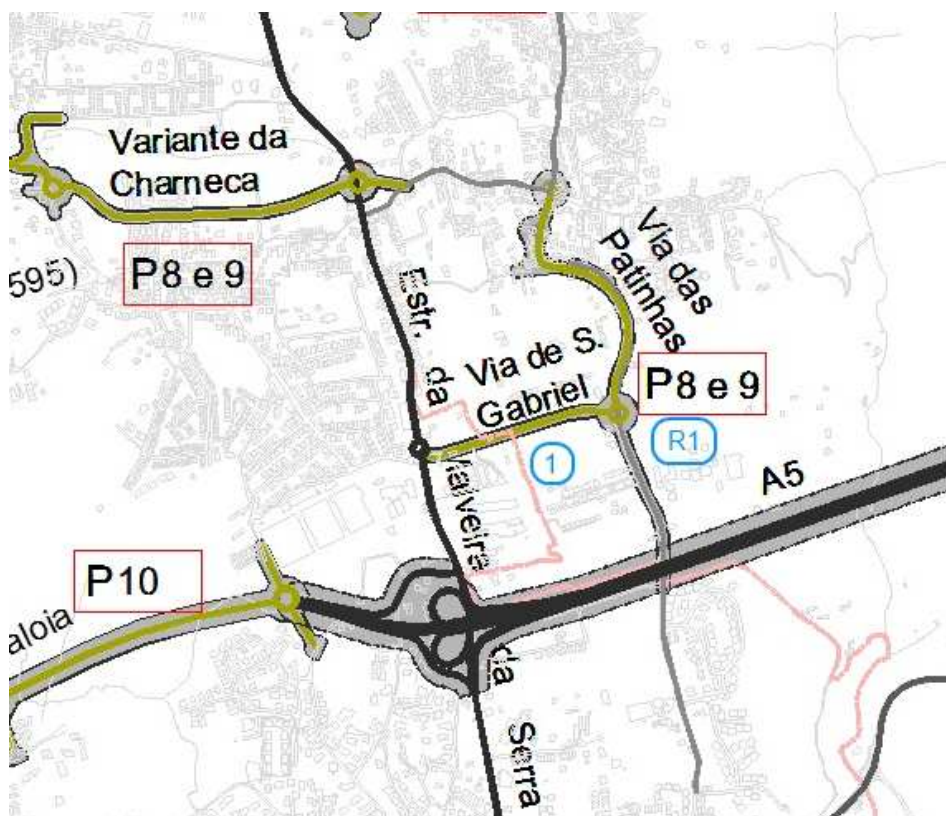 Variante da
Charneca
P8 e 9
595)
Via das
Patinhas
Estr.
da
Malveira
da
Serra
Via de S.
Gabriel
P8 e 9
1
R1
A5
P10
aloia